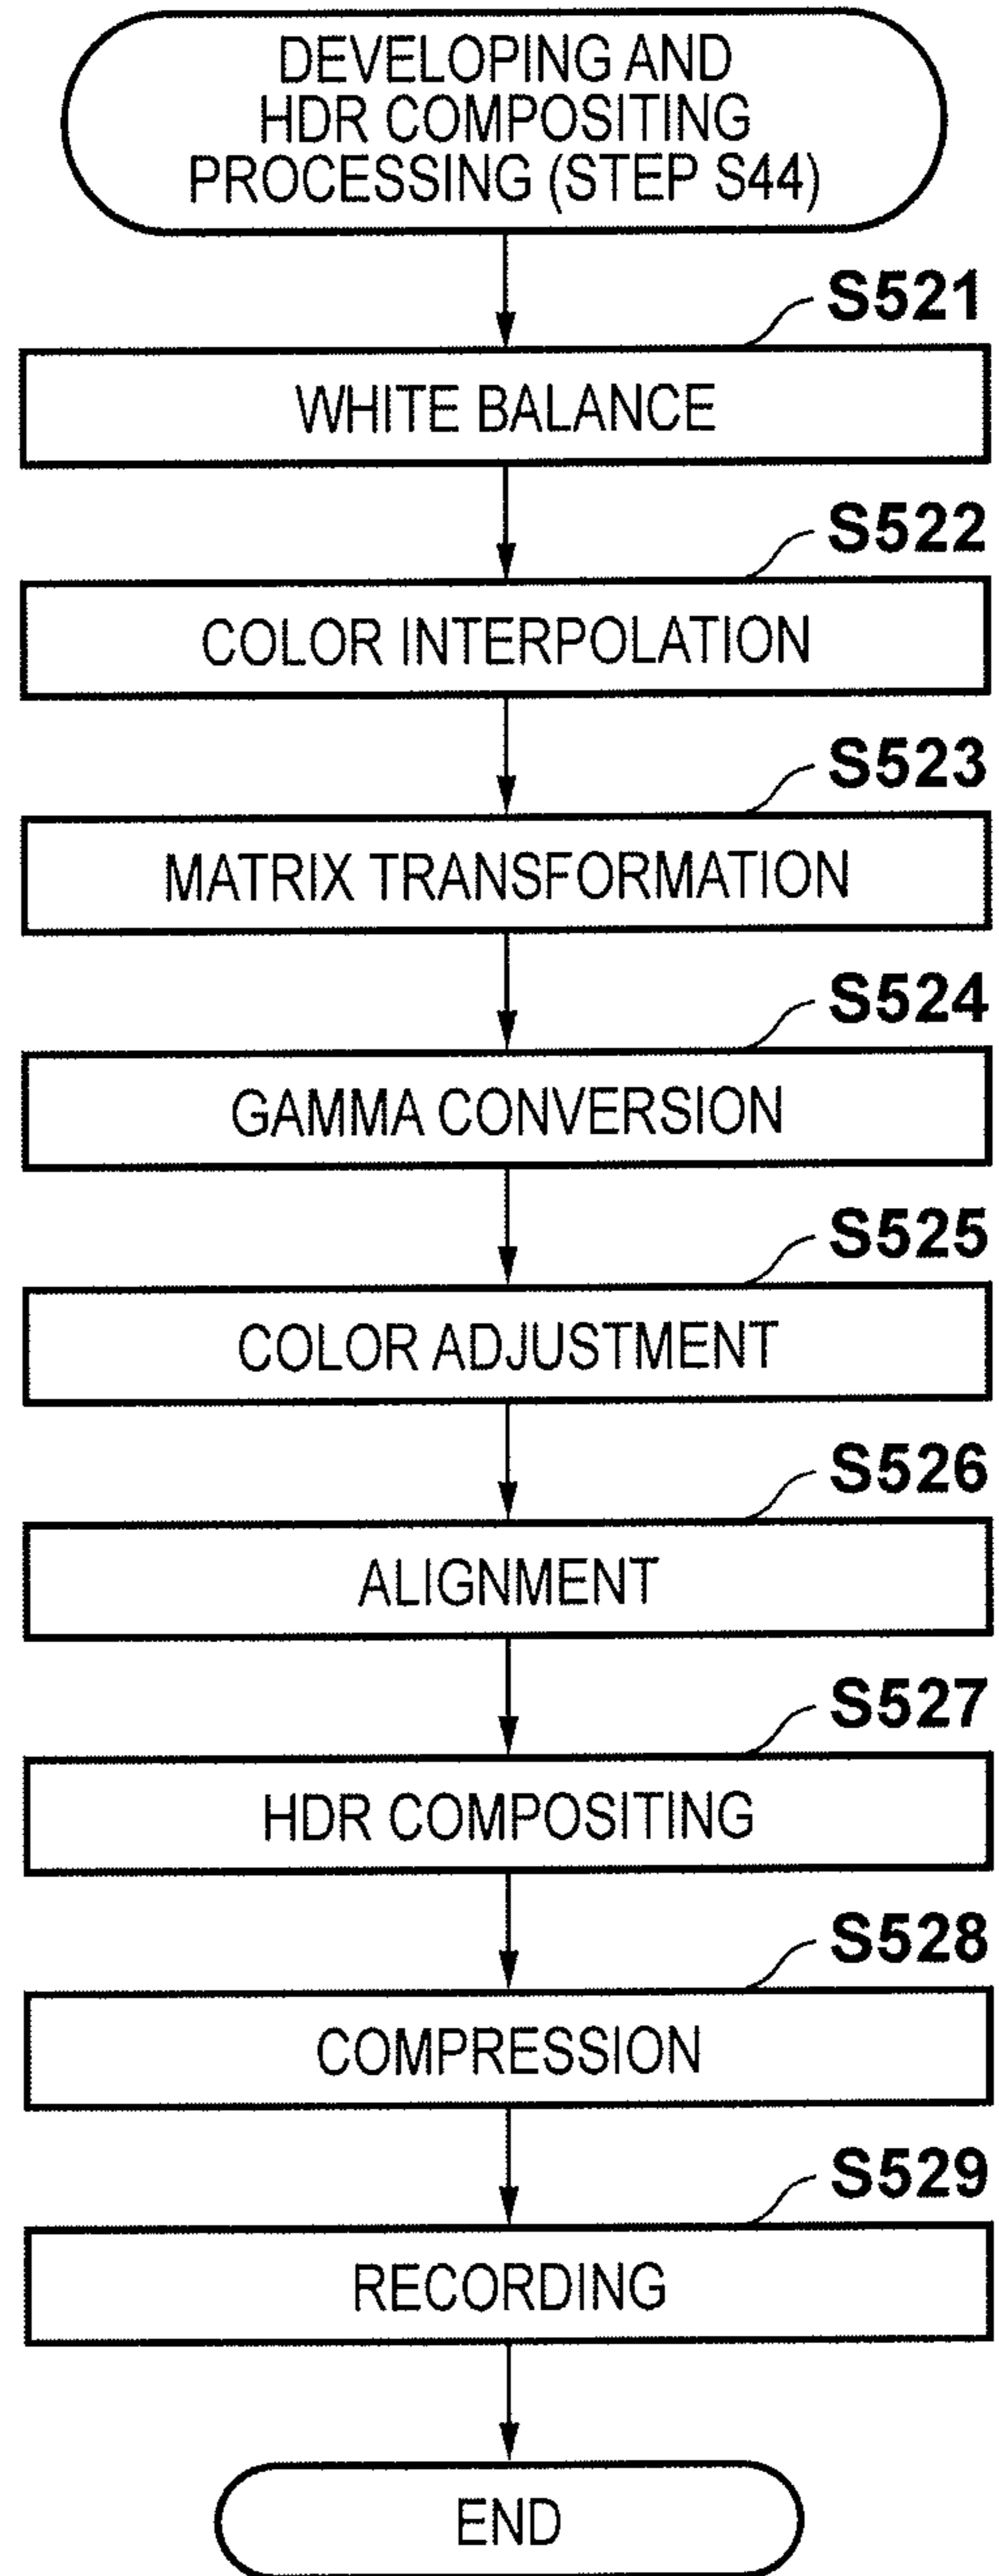 DEVELOPING AND
HDR COMPOSITING
PROCESSING (STEP S44)
S521
WHITE BALANCE
S522
COLOR INTERPOLATION
S523
MATRIX TRANSFORMATION
S524
GAMMA CONVERSION
S525
COLOR ADJUSTMENT
S526
ALIGNMENT
S527
HDR COMPOSITING
S528
COMPRESSION
S529
RECORDING
END